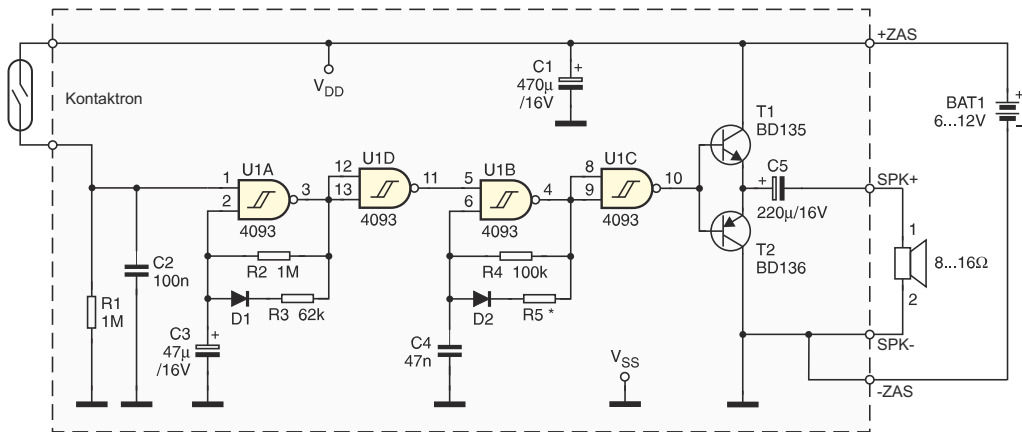 +ZAS
Kontaktron
VDD
C1
470µ
/16V
+
T1
BD135
BAT1
6...12V
+
–
U1A
1
2
3
4093
U1D
12
13
11
4093
U1B
5
6
4
4093
U1C
8
9
10
4093
+
C5
220µ/16V
SPK+
T2
BD136
1
8...16Ω
2
C2
100n
R1
1M
R2 1M
D1
R3 62k
C3
47µ
/16V
+
R4 100k
D2
R5 *
C4
47n
VSS
SPK-
-ZAS